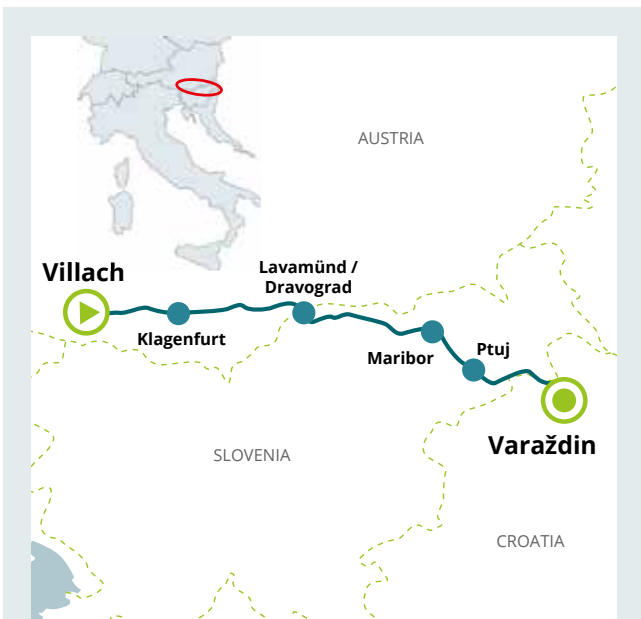 AUSTRIA
Villach
Lavamünd /
Dravograd
Klagenfurt
Maribor
Ptuj
Varaždin
SLOVENIA
CROATIA